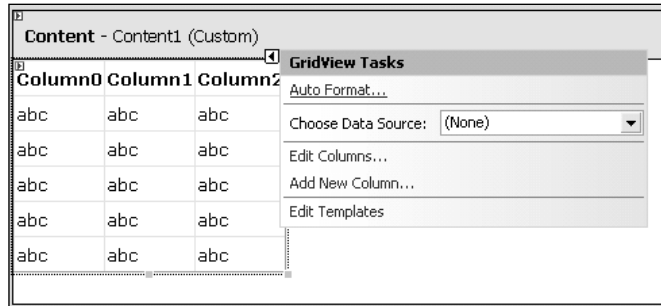 Content - Content1 (Custom)
GridView Tasks
Column0 Column1 Column2
Auto Format...
abc abc abc
Choose Data Source: (None)
abc abc abc
Edit Columns...
abc abc abc
Add New Column...
abc abc abc
Edit Templates
abc abc abc